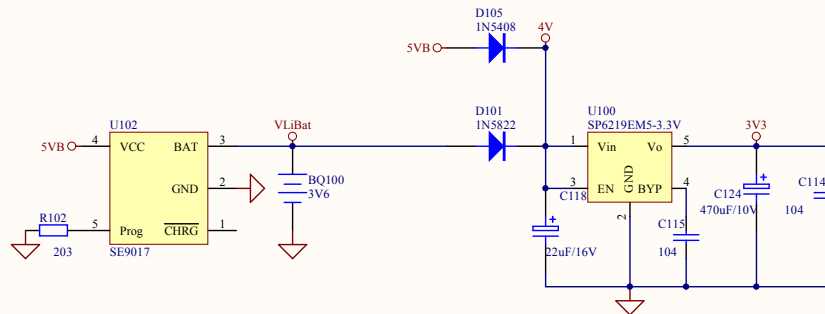 D105
1N5408
4V
5VB
U102
VLiBat
D101
1N5822
U100
SP6219EM5-3.3V
3V3
5VB
4
VCC
BAT
3
1
Vin
Vo
5
GND
2
BQ100
3V6
3
EN
GND
BYP
4
C118
C124
470uF/10V
C114
104
R102
203
5
Prog
CHRG
1
SE9017
22uF/16V
2
C115
104